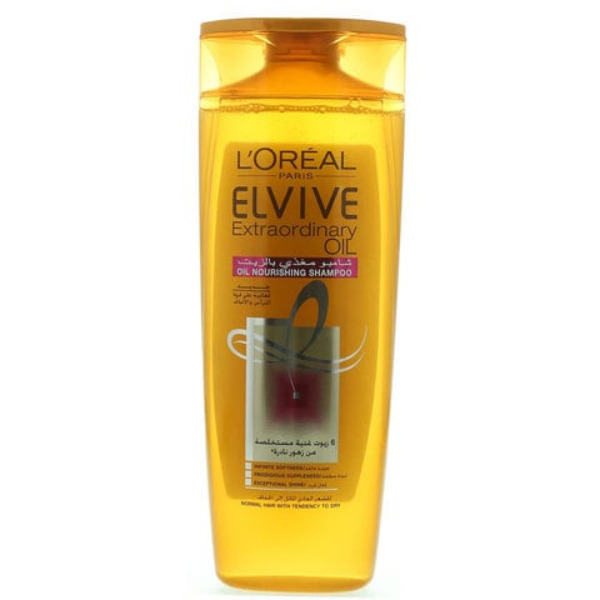 L'ORÉAL
PARIS
ELVIVE
Extraordinary
OIL
شامبو مغذي بالزيت
OIL NOURISHING SHAMPOO
جديد
6 زيوت غنية مستخلصة
من زهور نادرة*
INFINITE SOFTNESS/
PRODIGIOUS SUPPLENESS/
EXCEPTIONAL SHINE/
NORMAL HAIR WITH TENDENCY TO DRY